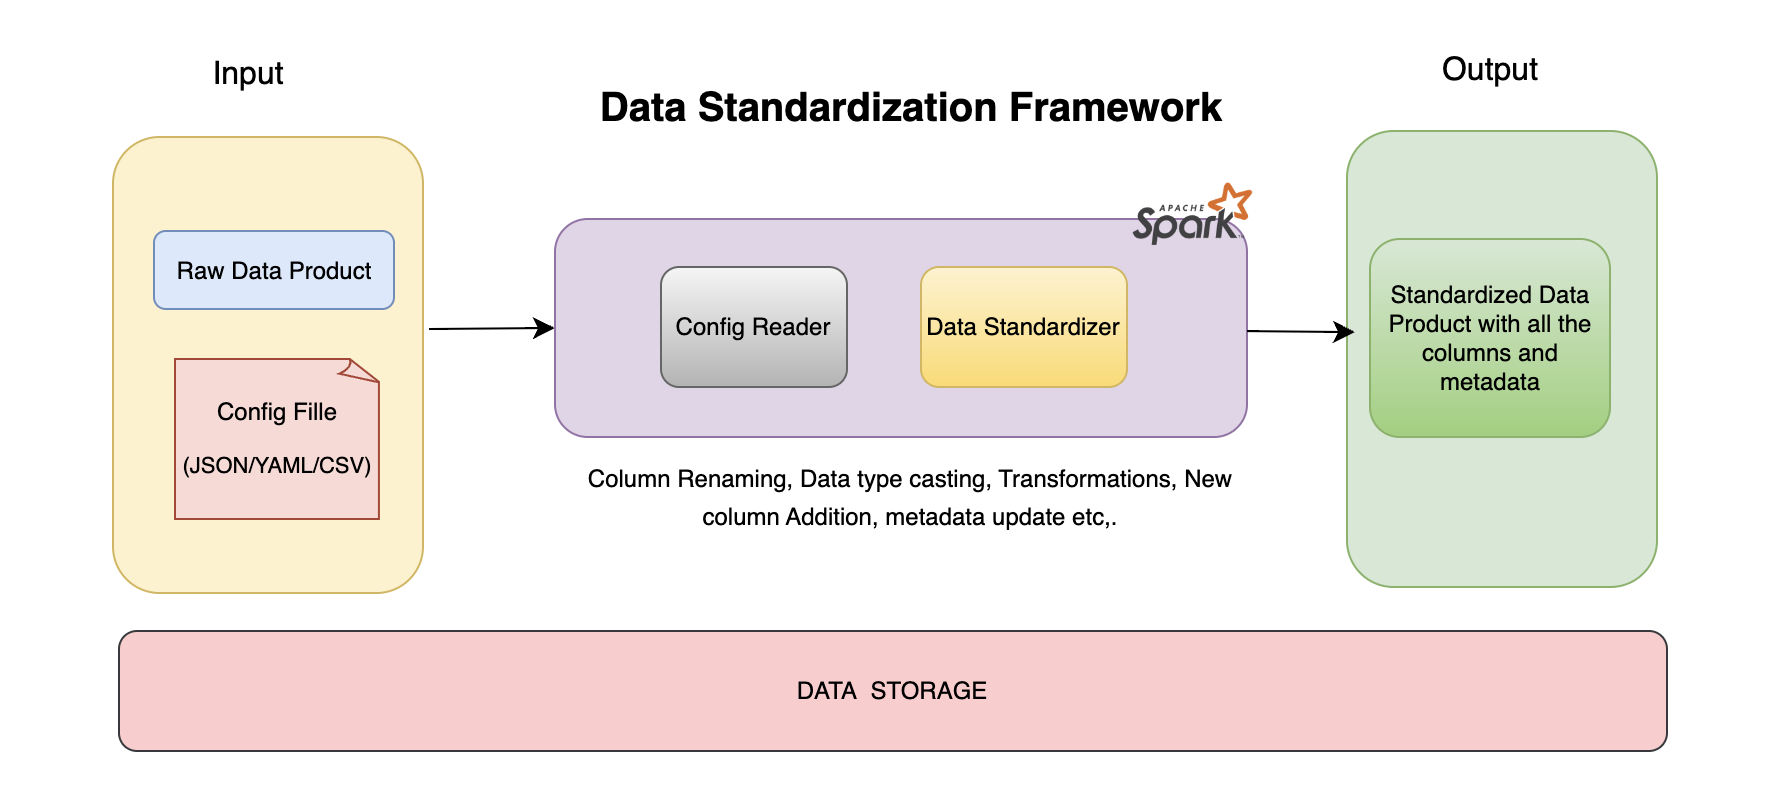 Input
Output
Data Standardization Framework
APACHE
Spark
Raw Data Product
Config Fille
(JSON/YAML/CSV)
Config Reader
Data Standardizer
Standardized Data
Product with all the
columns and
metadata
Column Renaming, Data type casting, Transformations, New
column Addition, metadata update etc,.
DATA STORAGE